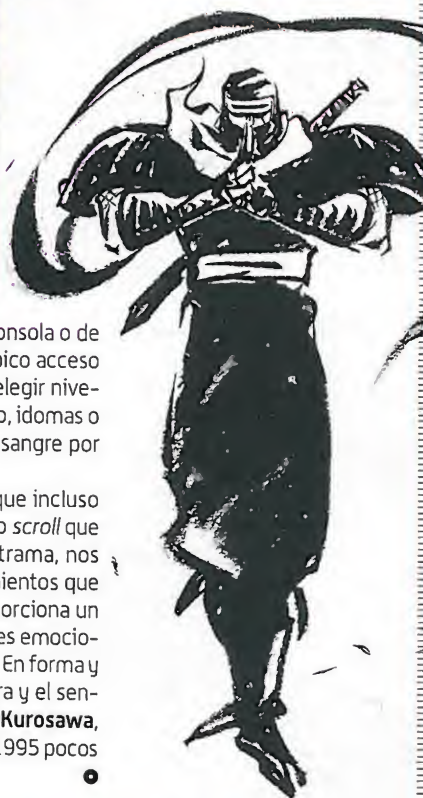 onsola o de
pico acceso
elegir nive-
o, idomas o
sangre por
que incluso
o scroll que
trama, nos
ientos que
orciona un
es emocio-
En forma y
ra y el sen-
Kurosawa,
1995 pocos